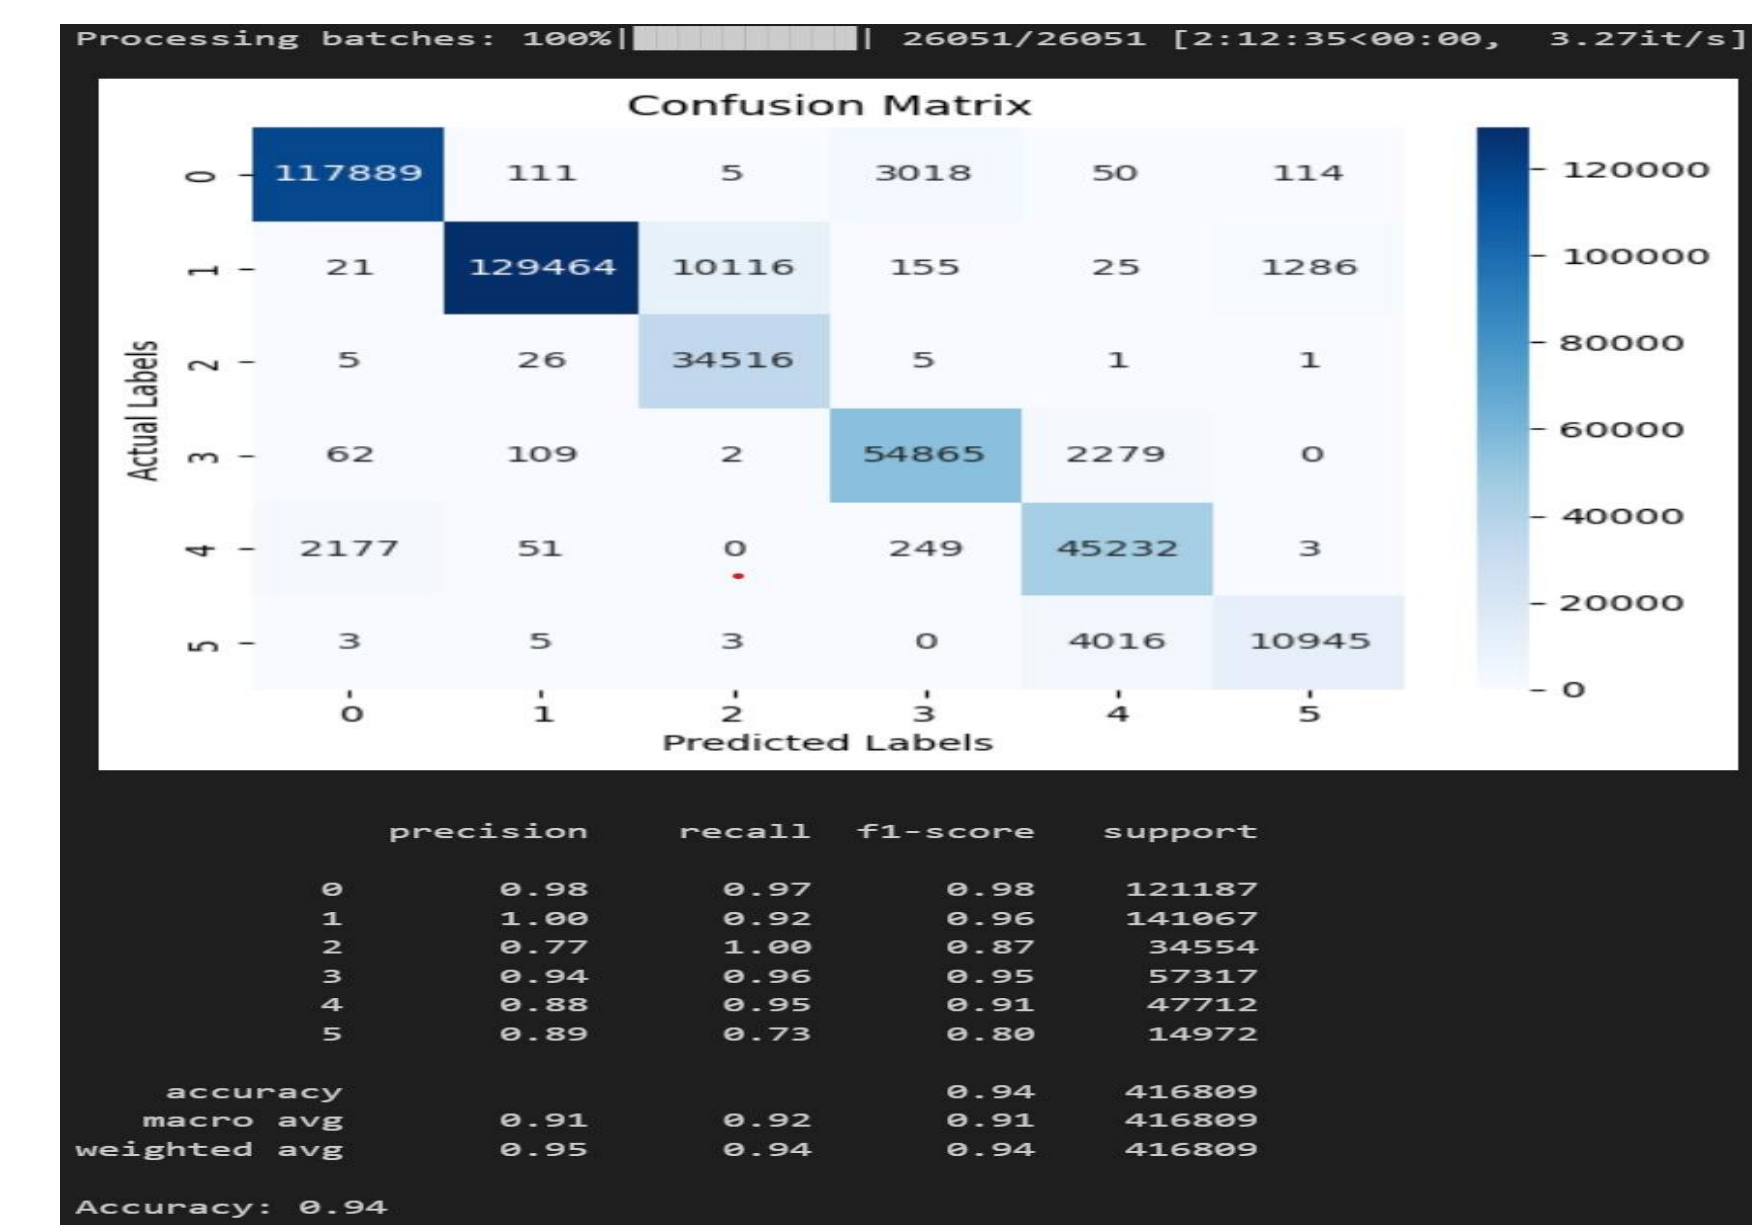 Processing batches: 100%|██████████| 26051/26051 [2:12:35<00:00, 3.27it/s]
Confusion Matrix
0 117889 111 5 3018 50 114
1 21 129464 10116 155 25 1286
2 5 26 34516 5 1 1
3 62 109 2 54865 2279 0
4 2177 51 0 249 45232 3
5 3 5 3 0 4016 10945
0 1 2 3 4 5
Actual Labels
Predicted Labels
120000
100000
80000
60000
40000
20000
0
precision recall f1-score support
0 0.98 0.97 0.98 121187
1 1.00 0.92 0.96 141067
2 0.77 1.00 0.87 34554
3 0.94 0.96 0.95 57317
4 0.88 0.95 0.91 47712
5 0.89 0.73 0.80 14972
accuracy 0.94 416809
macro avg 0.91 0.92 0.91 416809
weighted avg 0.95 0.94 0.94 416809
Accuracy: 0.94